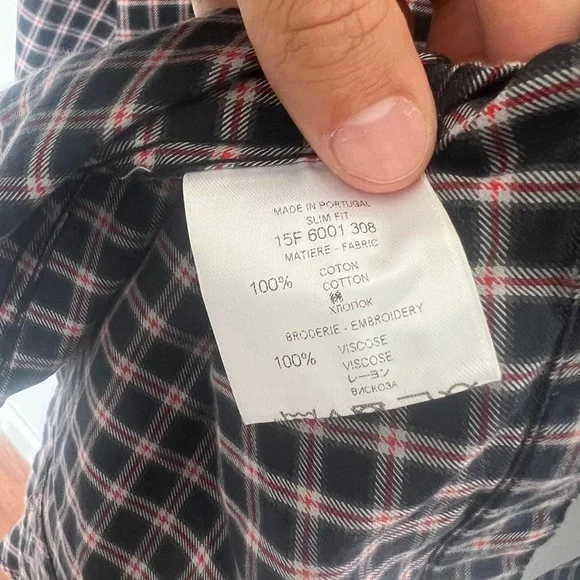 MADE IN PORTUGAL
SLIM FIT
15F 6001 308
MATIERE - FABRIC
100% COTON
COTTON
綿
ХЛОПОК
BRODERIE - EMBROIDERY
100% VISCOSE
VISCOSE
レーヨン
ВИСКОЗА